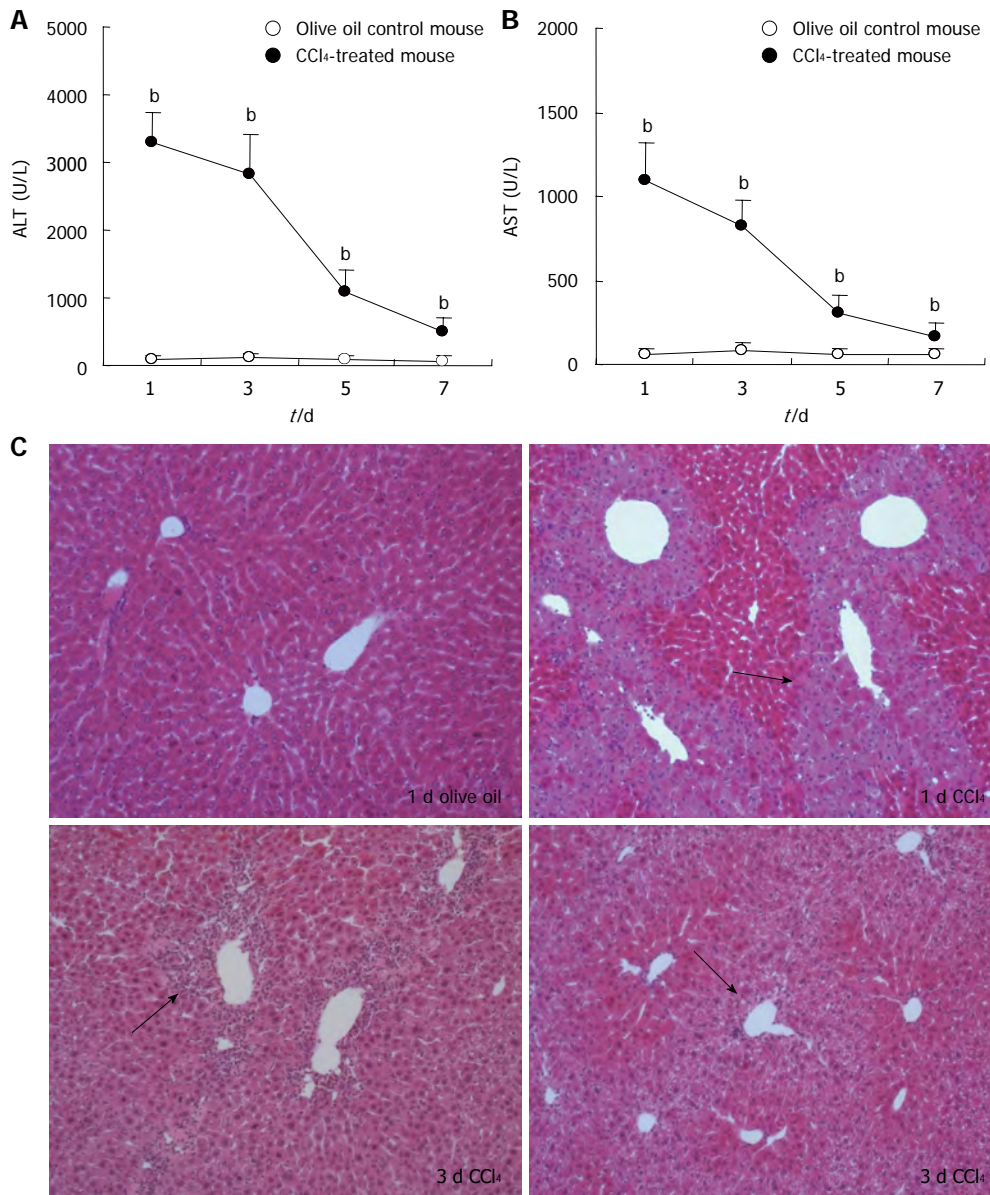 A
Olive oil control mouse
CCl4-treated mouse
ALT (U/L)
5000
4000
3000
2000
1000
0
b
b
b
b
1 3 5 7
t/d
B
Olive oil control mouse
CCl4-treated mouse
AST (U/L)
2000
1500
1000
500
0
b
b
b
b
1 3 5 7
t/d
C
1 d olive oil
1 d CCl4
3 d CCl4
3 d CCl4